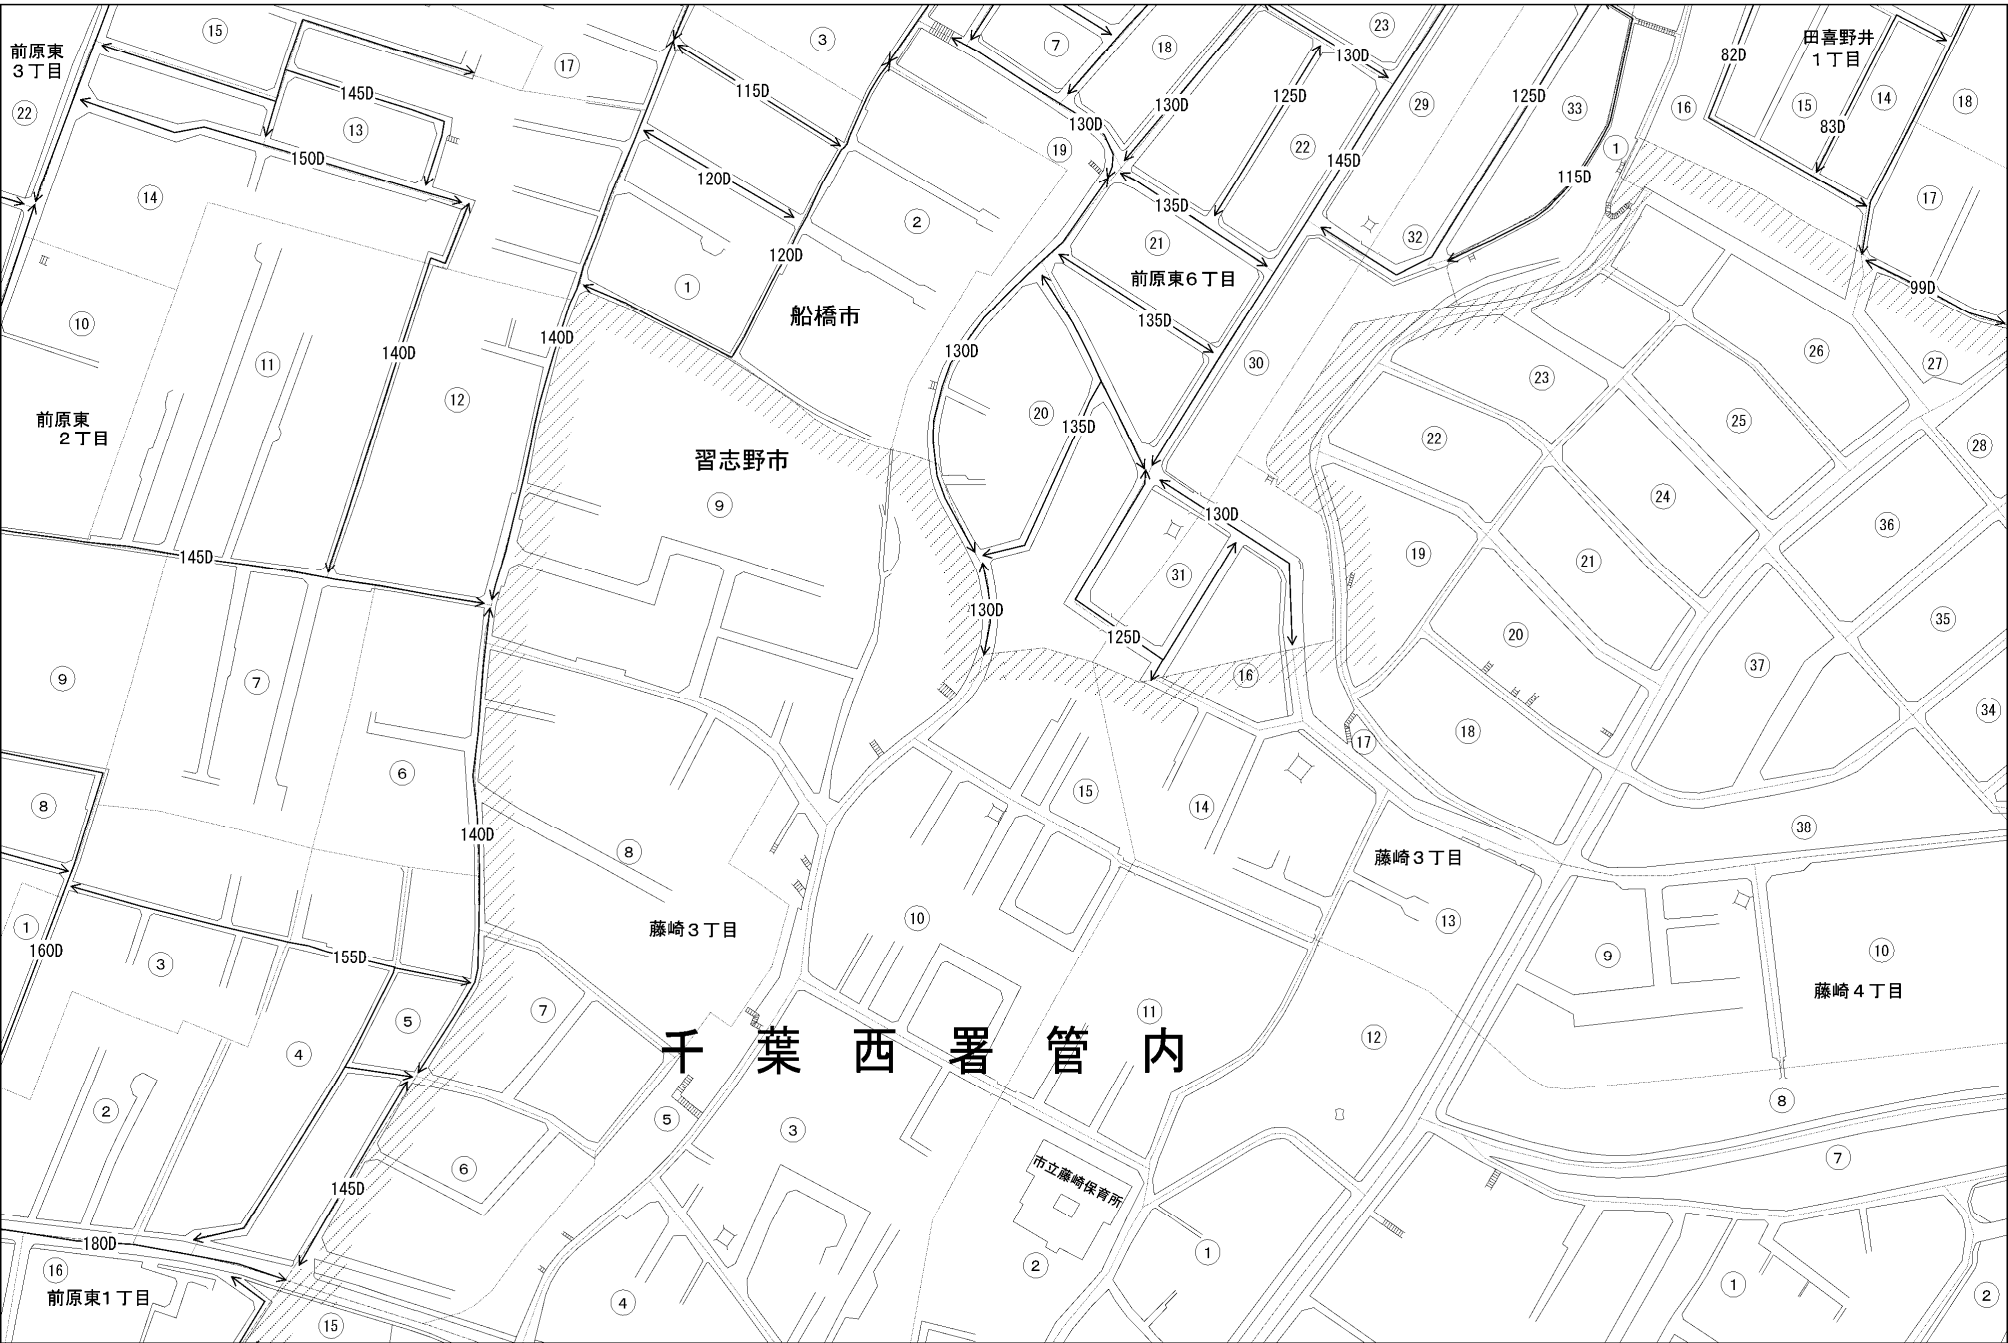 ⑮
前原東
３丁目
㉒
145D
⑬
150D
⑭
⑰
③
115D
120D
120D
②
①
⑦
⑱
⑲
130D
130D
130D
㉓
125D
㉒
145D
㉙
125D
㉝
115D
①
⑯
82D
田喜野井
１丁目
⑮
⑭
83D
⑱
⑰
99D
135D
㉑
前原東６丁目
135D
㉜
㉚
⑩
⑪
140D
⑫
140D
船橋市
130D
⑳
135D
前原東
２丁目
習志野市
⑨
㉓
㉖
㉗
㉒
㉕
㉘
㉔
㊱
⑲
㉑
130D
㉛
130D
125D
⑯
145D
⑨
⑦
⑥
⑧
140D
⑧
⑳
㊲
㉟
㉞
⑱
⑰
⑮
⑭
㊳
藤崎３丁目
⑬
①
160D
③
155D
⑤
④
②
⑦
藤崎３丁目
⑩
⑪
⑫
⑨
⑩
藤崎４丁目
千葉西署管内
⑧
⑦
⑤
③
⑥
145D
市立藤崎保育所
②
①
180D
⑯
前原東１丁目
⑮
④
①
②